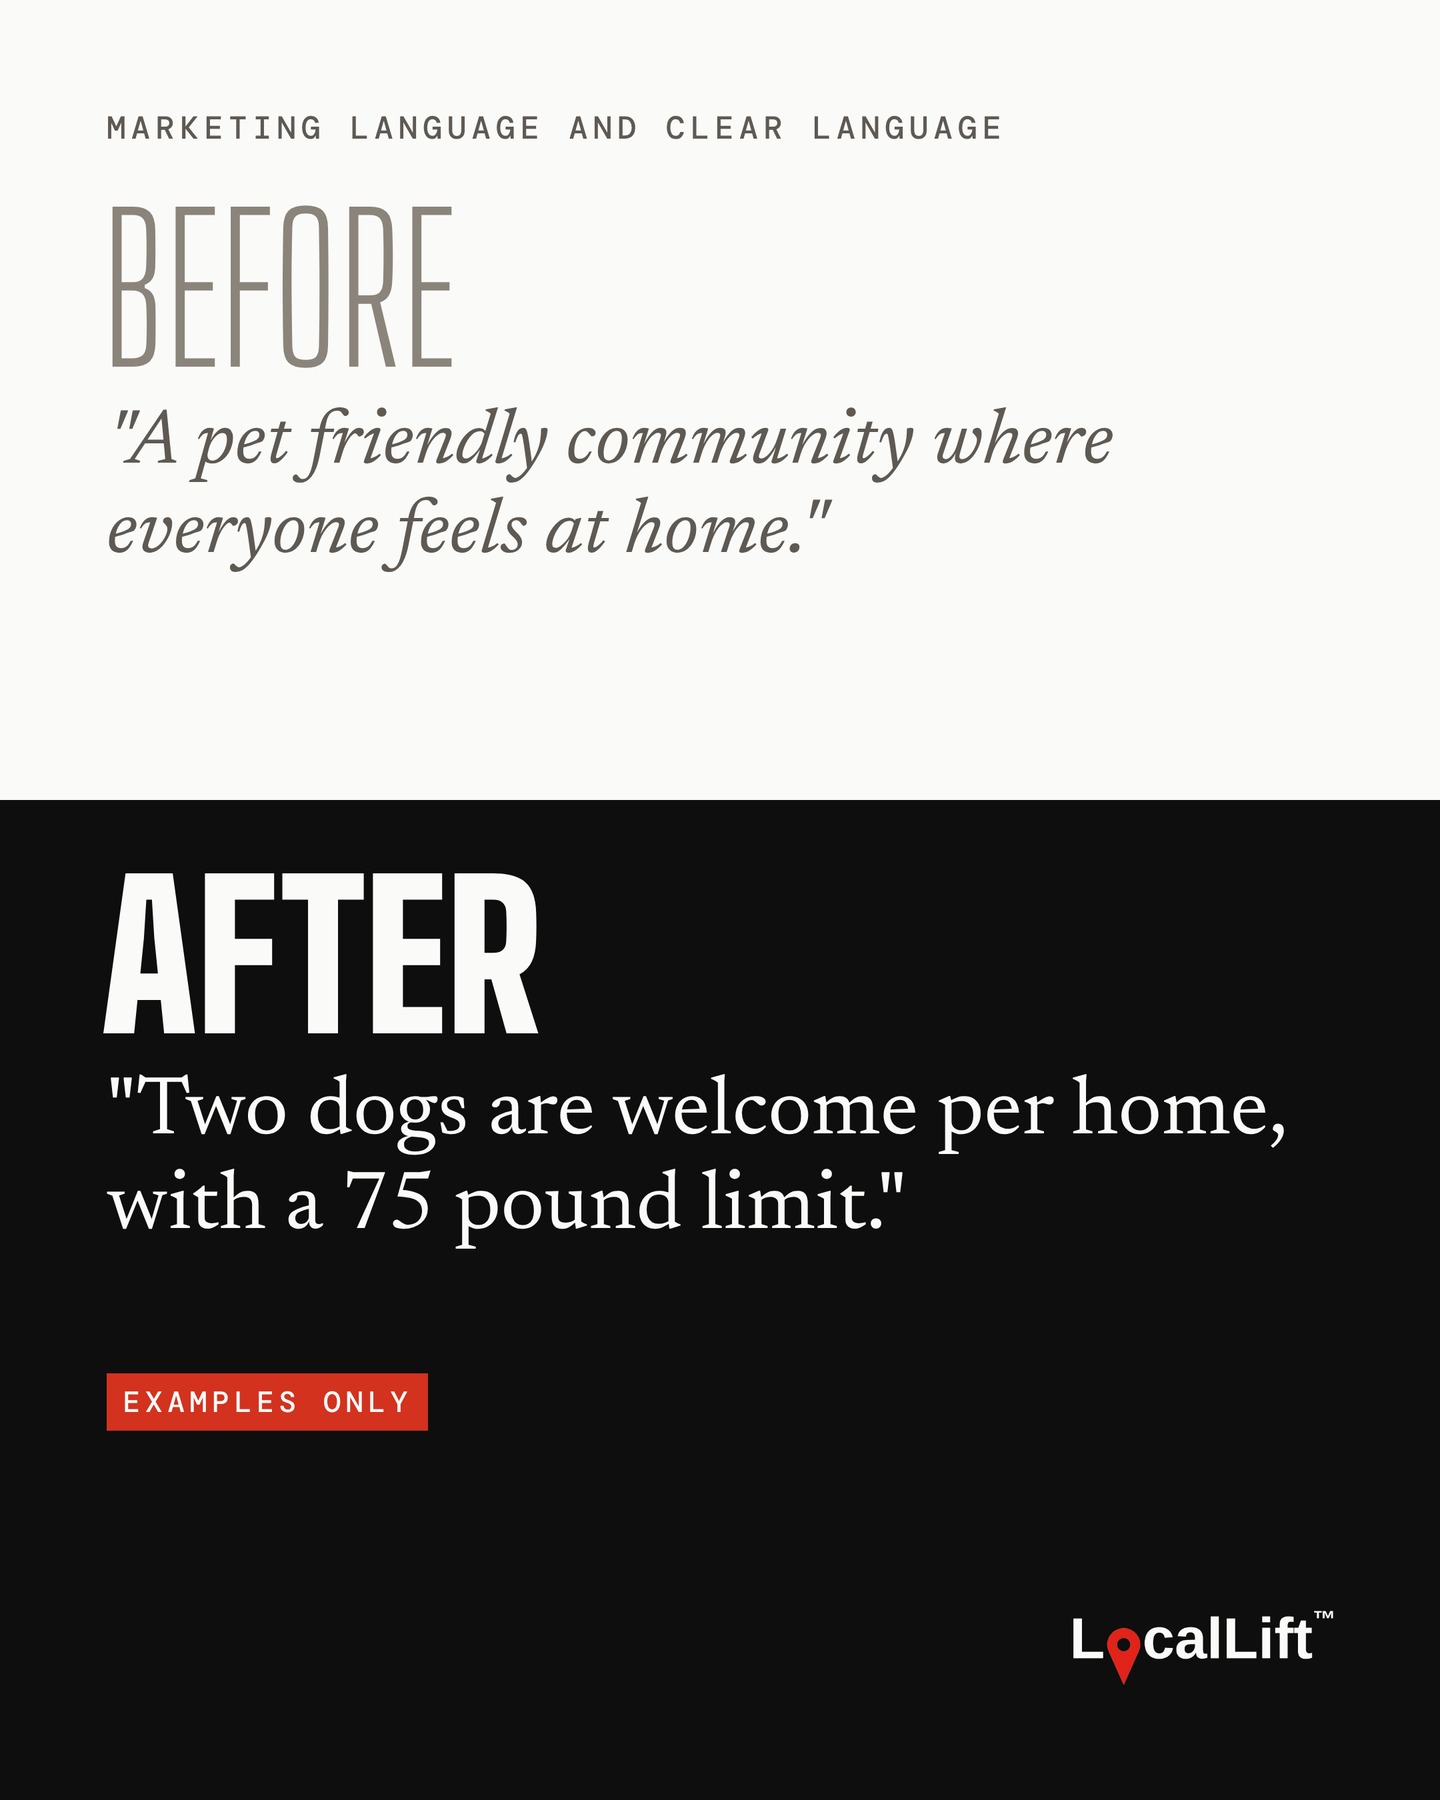 MARKETING LANGUAGE AND CLEAR LANGUAGE
BEFORE
"A pet friendly community where
everyone feels at home."
AFTER
"Two dogs are welcome per home,
with a 75 pound limit."
EXAMPLES ONLY
LocalLift™